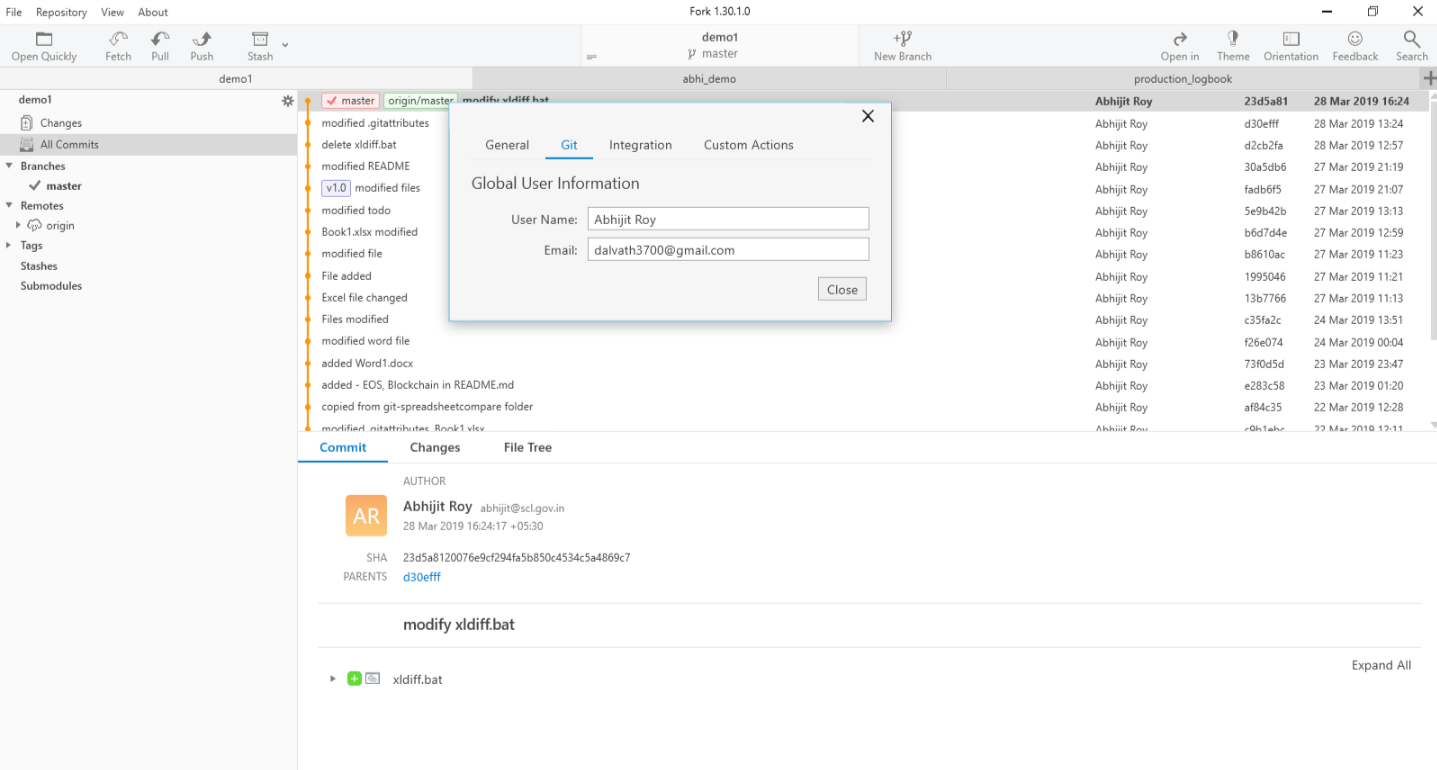 File Repository View About Fork 1.30.1.0
Open Quickly Fetch Pull Push Stash demo1 master New Branch Open in Theme Orientation Feedback Search
demo1 abhi_demo production_logbook
demo1
Changes
All Commits
Branches
master
Remotes
origin
Tags
Stashes
Submodules
master origin/master modify xldiff.bat Abhijit Roy 23d5a81 28 Mar 2019 16:24
modified .gitattributes Abhijit Roy d30efff 28 Mar 2019 13:24
delete xldiff.bat Abhijit Roy d2cb2fa 28 Mar 2019 12:57
modified README Abhijit Roy 30a5db6 27 Mar 2019 21:19
v1.0 modified files Abhijit Roy fadb6f5 27 Mar 2019 21:07
modified todo Abhijit Roy 5e9b42b 27 Mar 2019 13:13
Book1.xlsx modified Abhijit Roy b6d7d4e 27 Mar 2019 12:59
modified file Abhijit Roy b8610ac 27 Mar 2019 11:23
File added Abhijit Roy 1995046 27 Mar 2019 11:21
Excel file changed Abhijit Roy 13b7766 27 Mar 2019 11:13
Files modified Abhijit Roy c35fa2c 24 Mar 2019 13:51
modified word file Abhijit Roy f26e074 24 Mar 2019 00:04
added Word1.docx Abhijit Roy 73f0d5d 23 Mar 2019 23:47
added - EOS, Blockchain in README.md Abhijit Roy e283c58 23 Mar 2019 01:20
copied from git-spreadsheetcompare folder Abhijit Roy af84c35 22 Mar 2019 12:28
modified .gitattributes, Book1.xlsx Abhijit Roy c9b1ebc 22 Mar 2019 12:11
General Git Integration Custom Actions
Global User Information
User Name: Abhijit Roy
Email: dalvath3700@gmail.com
Close
Commit Changes File Tree
AUTHOR
AR
Abhijit Roy abhijit@scl.gov.in
28 Mar 2019 16:24:17 +05:30
SHA 23d5a8120076e9cf294fa5b850c4534c5a4869c7
PARENTS d30efff
modify xldiff.bat
Expand All
xldiff.bat